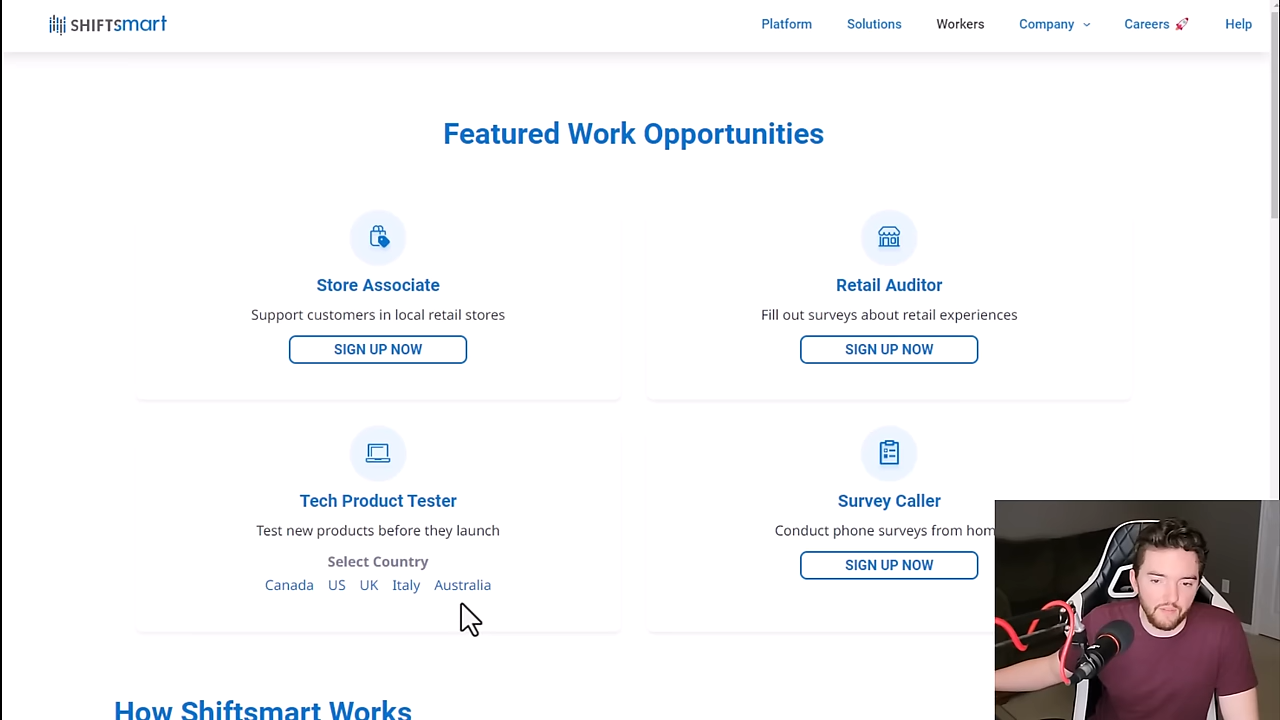 SHIFTSMART
Platform Solutions Workers Company Careers Help
Featured Work Opportunities
Store Associate
Support customers in local retail stores
SIGN UP NOW
Retail Auditor
Fill out surveys about retail experiences
SIGN UP NOW
Tech Product Tester
Test new products before they launch
Select Country
Canada US UK Italy Australia
Survey Caller
Conduct phone surveys from hom
SIGN UP NOW
How Shiftsmart Works